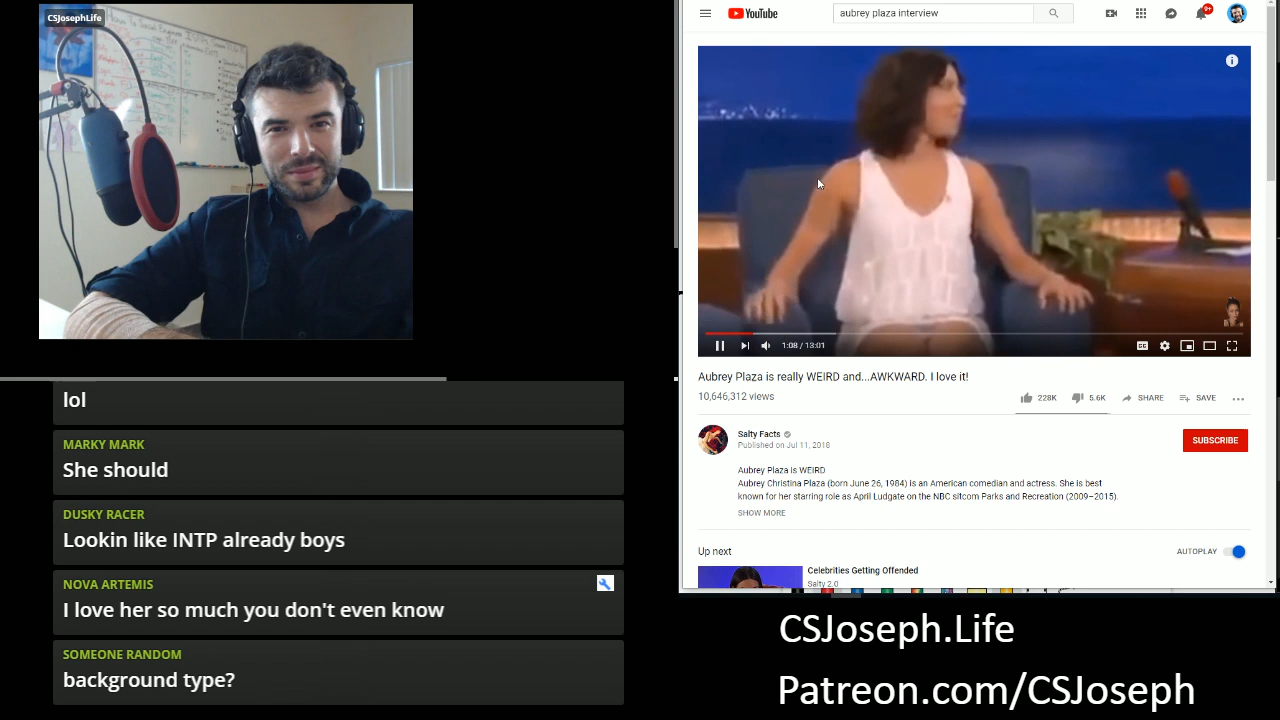 CSJosephLife
lol
MARKY MARK
She should
DUSKY RACER
Lookin like INTP already boys
NOVA ARTEMIS
I love her so much you don't even know
SOMEONE RANDOM
background type?
YouTube
aubrey plaza interview
9+
1:08 / 13:01
CC
Aubrey Plaza is really WEIRD and...AWKWARD. I love it!
10,646,312 views
228K
5.6K
SHARE
SAVE
Salty Facts
Published on Jul 11, 2018
SUBSCRIBE
Aubrey Plaza is WEIRD
Aubrey Christina Plaza (born June 26, 1984) is an American comedian and actress. She is best
known for her starring role as April Ludgate on the NBC sitcom Parks and Recreation (2009–2015).
SHOW MORE
Up next
AUTOPLAY
Celebrities Getting Offended
Salty 2.0
CSJoseph.Life
Patreon.com/CSJoseph